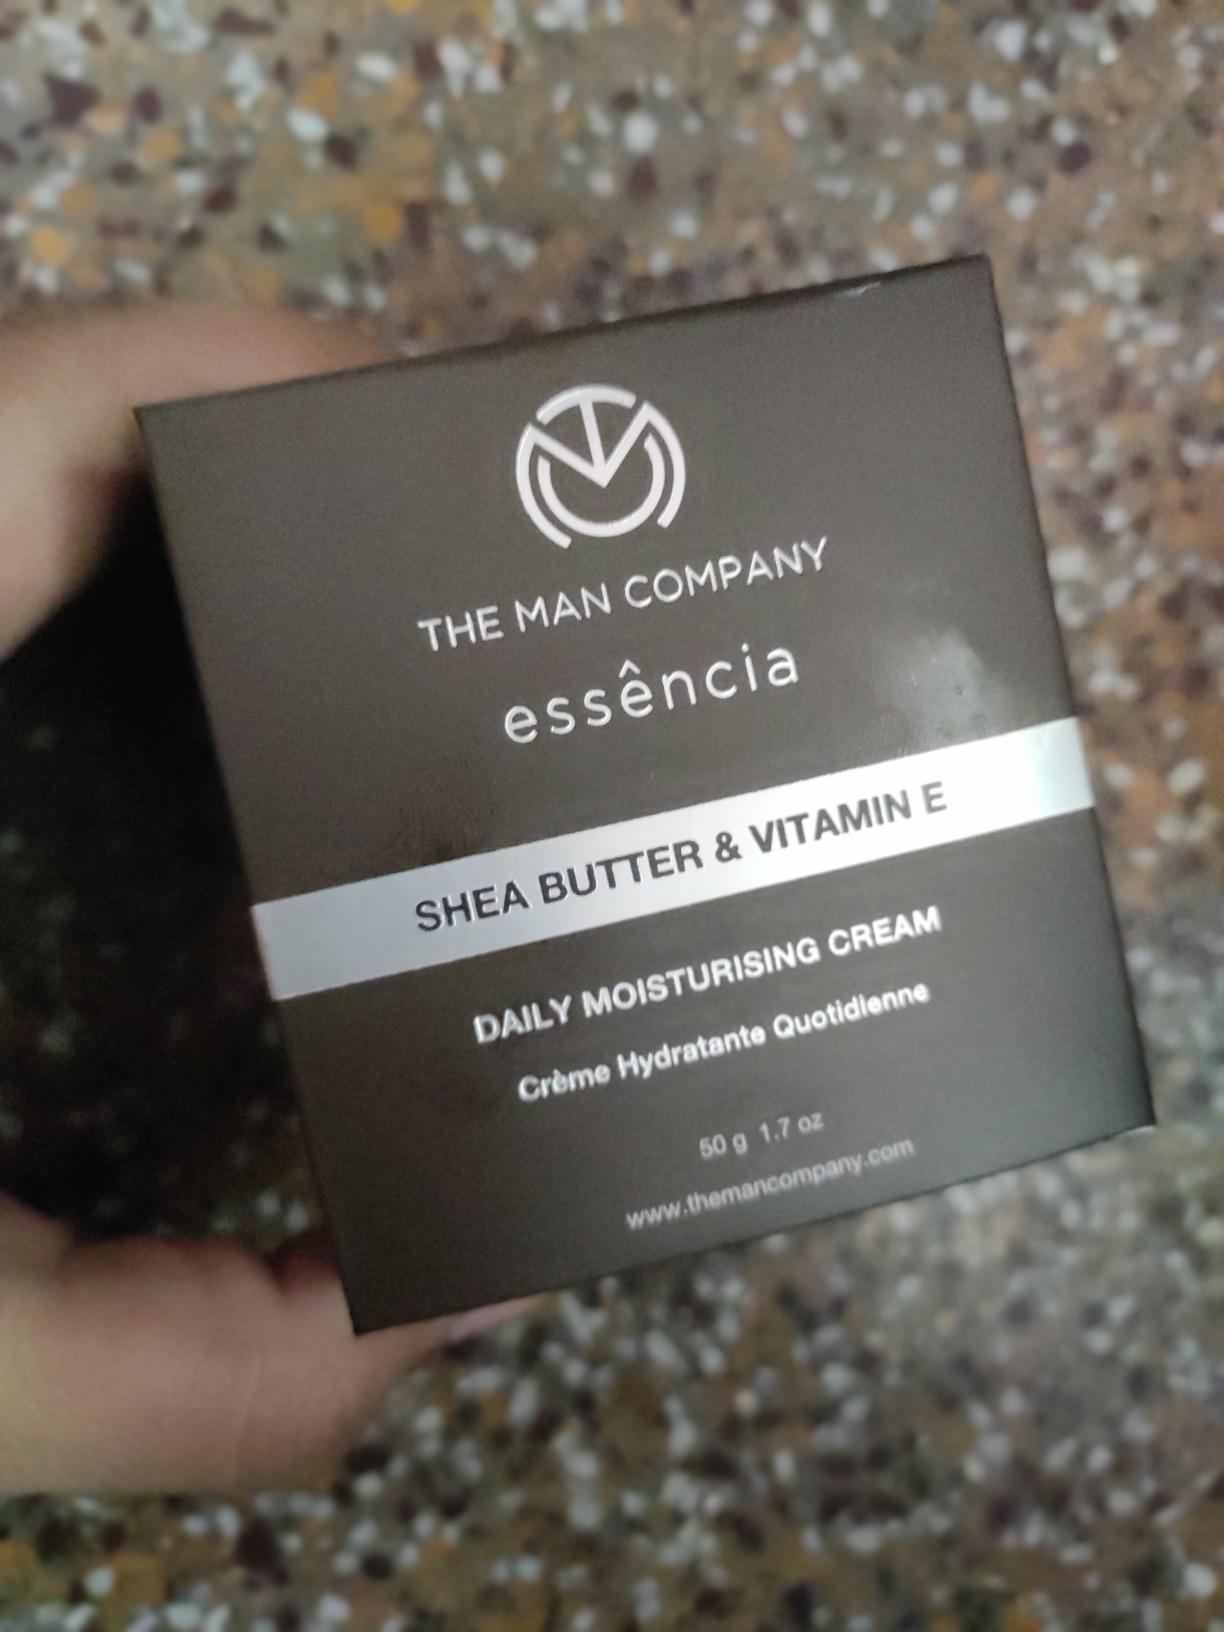 THE MAN COMPANY
essência
SHEA BUTTER & VITAMIN E
DAILY MOISTURISING CREAM
Crème Hydratante Quotidienne
50 g 1.7 oz
www.themancompany.com